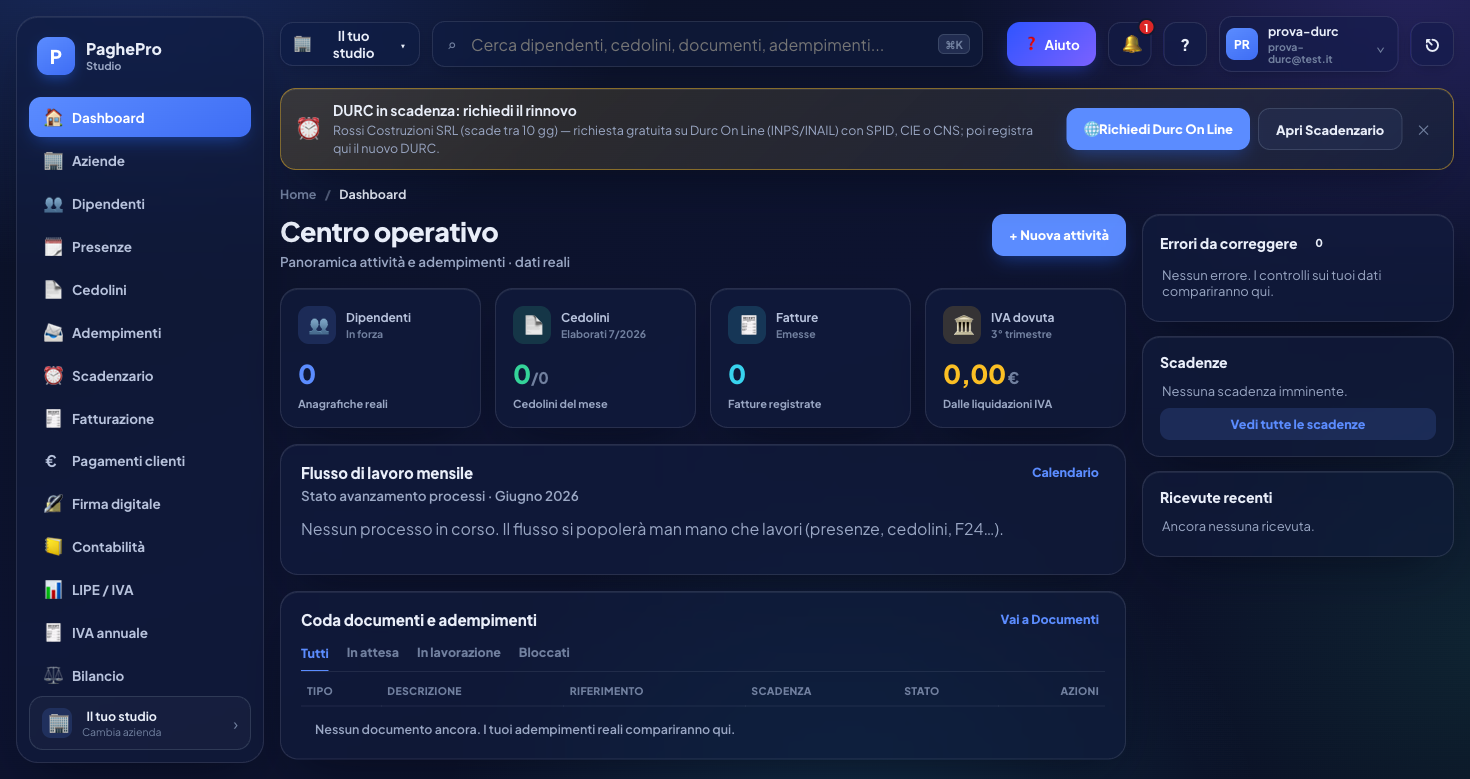 P
PaghePro
Studio
Dashboard
Aziende
Dipendenti
Presenze
Cedolini
Adempimenti
Scadenzario
Fatturazione
€ Pagamenti clienti
Firma digitale
Contabilità
LIPE / IVA
IVA annuale
Bilancio
Il tuo studio
Cambia azienda
Il tuo
studio
Cerca dipendenti, cedolini, documenti, adempimenti...
⌘K
❓ Aiuto
1
?
PR
prova-durc
prova-
durc@test.it
DURC in scadenza: richiedi il rinnovo
Rossi Costruzioni SRL (scade tra 10 gg) — richiesta gratuita su Durc On Line (INPS/INAIL) con SPID, CIE o CNS; poi registra
qui il nuovo DURC.
Richiedi Durc On Line
Apri Scadenzario
Home / Dashboard
Centro operativo
Panoramica attività e adempimenti · dati reali
+ Nuova attività
Dipendenti
In forza
0
Anagrafiche reali
Cedolini
Elaborati 7/2026
0/0
Cedolini del mese
Fatture
Emesse
0
Fatture registrate
IVA dovuta
3° trimestre
0,00 €
Dalle liquidazioni IVA
Flusso di lavoro mensile
Calendario
Stato avanzamento processi · Giugno 2026
Nessun processo in corso. Il flusso si popolerà man mano che lavori (presenze, cedolini, F24…).
Coda documenti e adempimenti
Vai a Documenti
Tutti In attesa In lavorazione Bloccati
TIPO DESCRIZIONE RIFERIMENTO SCADENZA STATO AZIONI
Nessun documento ancora. I tuoi adempimenti reali compariranno qui.
Errori da correggere 0
Nessun errore. I controlli sui tuoi dati
compariranno qui.
Scadenze
Nessuna scadenza imminente.
Vedi tutte le scadenze
Ricevute recenti
Ancora nessuna ricevuta.